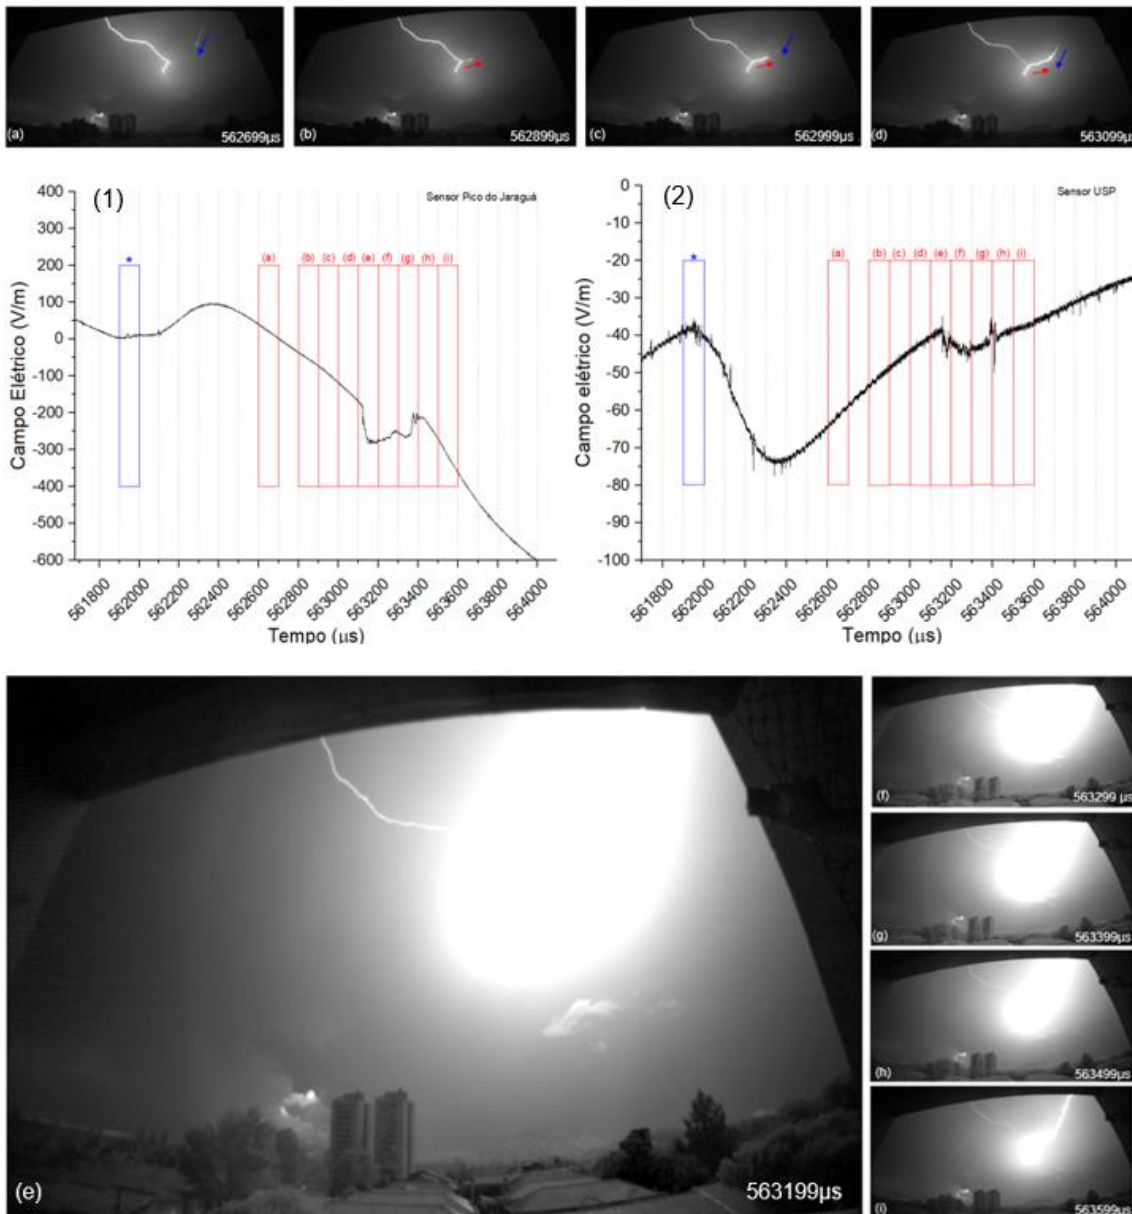 (a) 562699µs
(b) 562899µs
(c) 562999µs
(d) 563099µs
(1)
Sensor Pico do Jaraguá
Campo Elétrico (V/m)
400
300
200
100
0
-100
-200
-300
-400
-500
-600
*
(a) (b) (c) (d) (e) (f) (g) (h) (i)
561800 562000 562200 562400 562600 562800 563000 563200 563400 563600 563800 564000
Tempo (µs)
(2)
Sensor USP
Campo elétrico (V/m)
0
-10
-20
-30
-40
-50
-60
-70
-80
-90
-100
*
(a) (b) (c) (d) (e) (f) (g) (h) (i)
561800 562000 562200 562400 562600 562800 563000 563200 563400 563600 563800 564000
Tempo (µs)
(e) 563199µs
(f) 563299 µs
(g) 563399µs
(h) 563499µs
(i) 563599µs